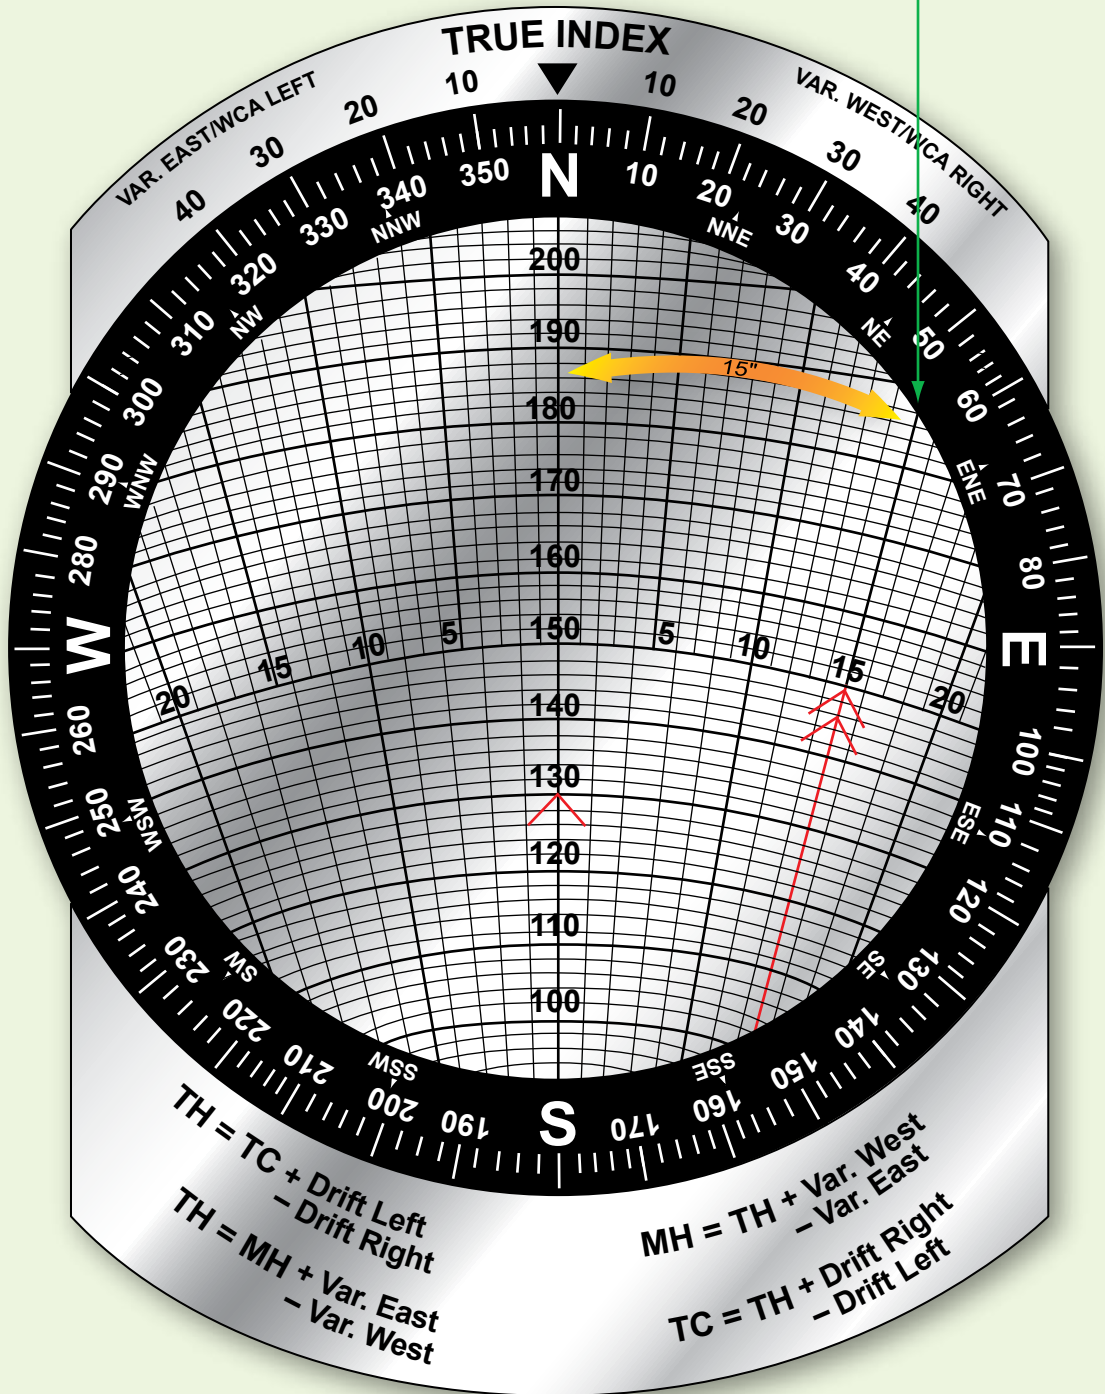 TRUE INDEX
VAR. EAST/WCA LEFT
VAR. WEST/WCA RIGHT
40 30 20 10 10 20 30 40
N 10 20 30 40 50 60 70 80 E 100 110 120 130 140 150 160 170 S 190 200 210 220 230 240 250 260 W 280 290 300 310 320 330 340 350
NNE NE ENE ESE SE SSE SSW SW WSW WNW NW NNW
200
190
15"
180
170
160
150
20 15 10 5 5 10 15 20
140
130
120
110
100
TH = TC + Drift Left
– Drift Right
TH = MH + Var. East
– Var. West
MH = TH + Var. West
– Var. East
TC = TH + Drift Right
– Drift Left